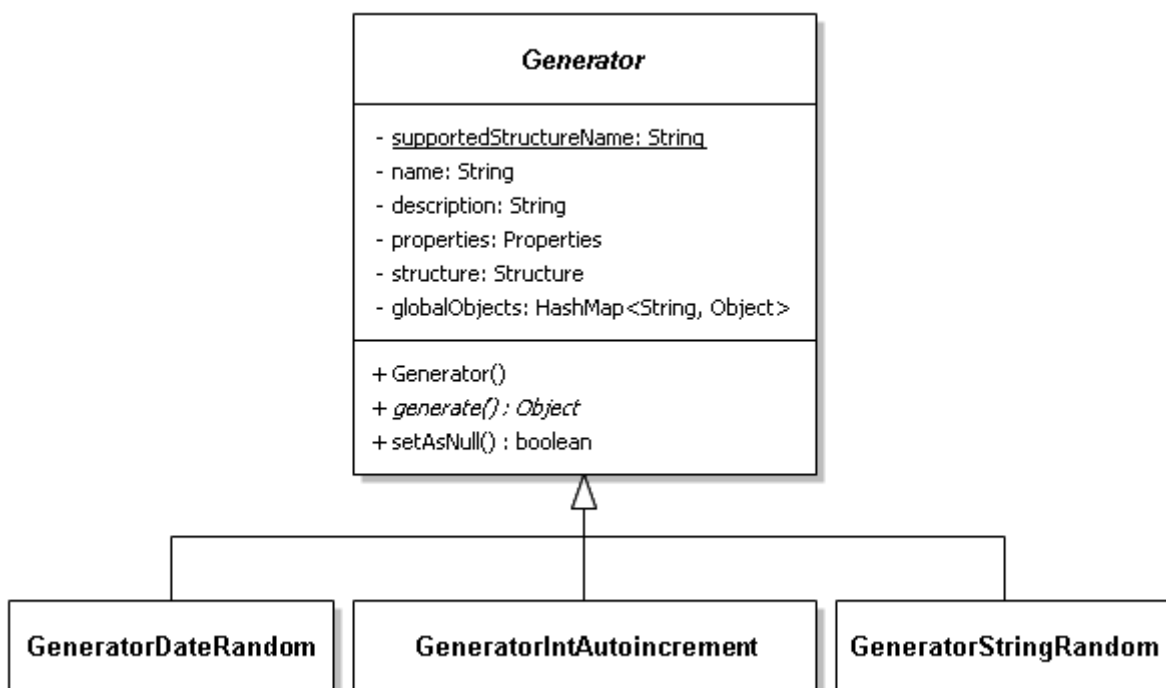 Generator
- supportedStructureName: String
- name: String
- description: String
- properties: Properties
- structure: Structure
- globalObjects: HashMap<String, Object>
+ Generator()
+ generate() : Object
+ setAsNull() : boolean
GeneratorDateRandom
GeneratorIntAutoincrement
GeneratorStringRandom